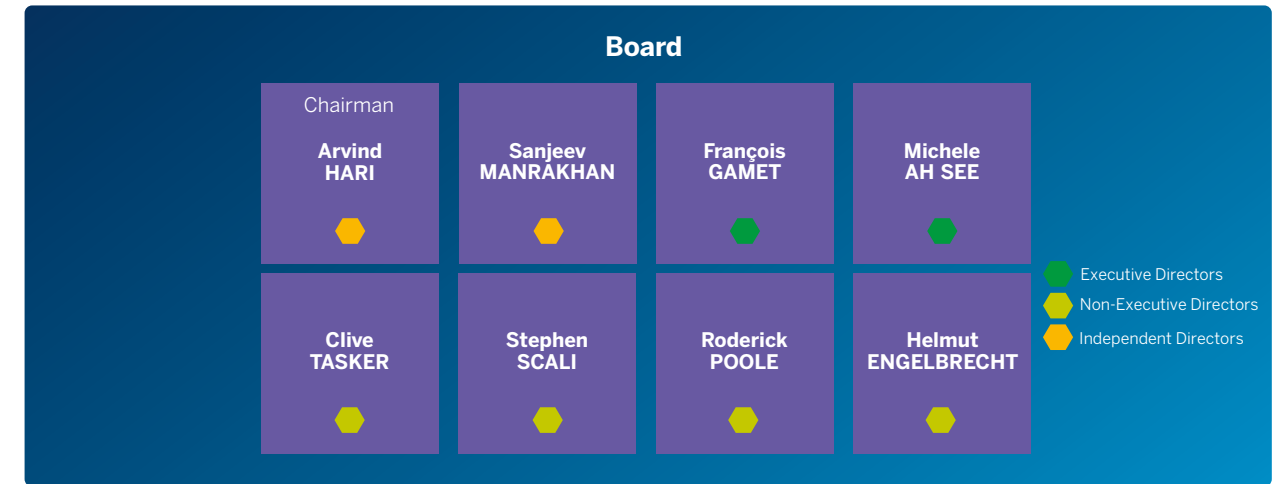 Board
Chairman
Arvind
HARI
Sanjeev
MANRAKHAN
François
GAMET
Michele
AH SEE
Clive
TASKER
Stephen
SCALI
Roderick
POOLE
Helmut
ENGELBRECHT
Executive Directors
Non-Executive Directors
Independent Directors